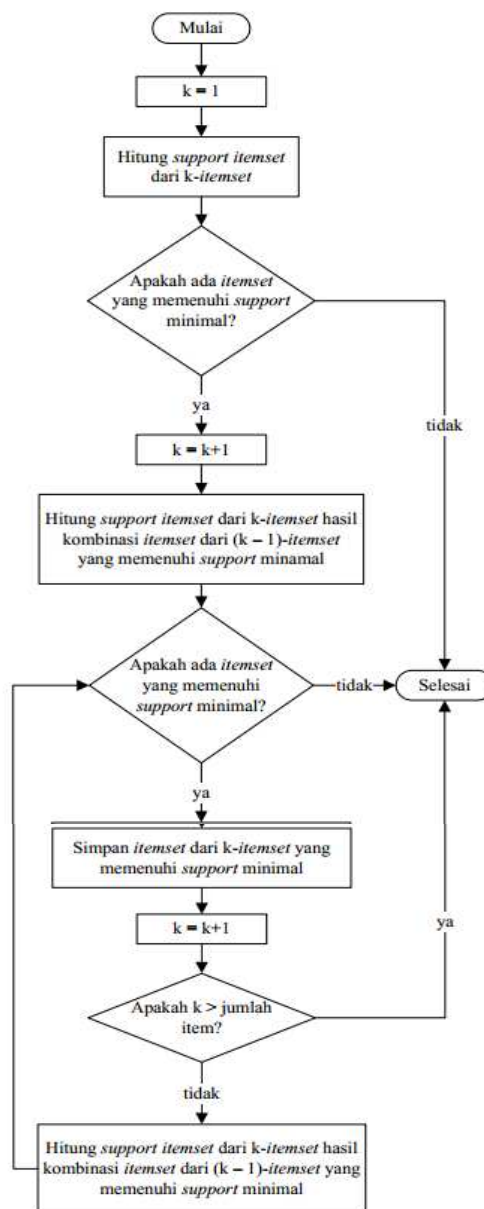 Mulai
k = 1
Hitung support itemset
dari k-itemset
Apakah ada itemset
yang memenuhi support
minimal?
ya
tidak
k = k+1
Hitung support itemset dari k-itemset hasil
kombinasi itemset dari (k – 1)-itemset
yang memenuhi support minamal
Apakah ada itemset
yang memenuhi
support minimal?
tidak
Selesai
ya
Simpan itemset dari k-itemset yang
memenuhi support minimal
k = k+1
ya
Apakah k > jumlah
item?
tidak
Hitung support itemset dari k-itemset hasil
kombinasi itemset dari (k – 1)-itemset yang
memenuhi support minimal